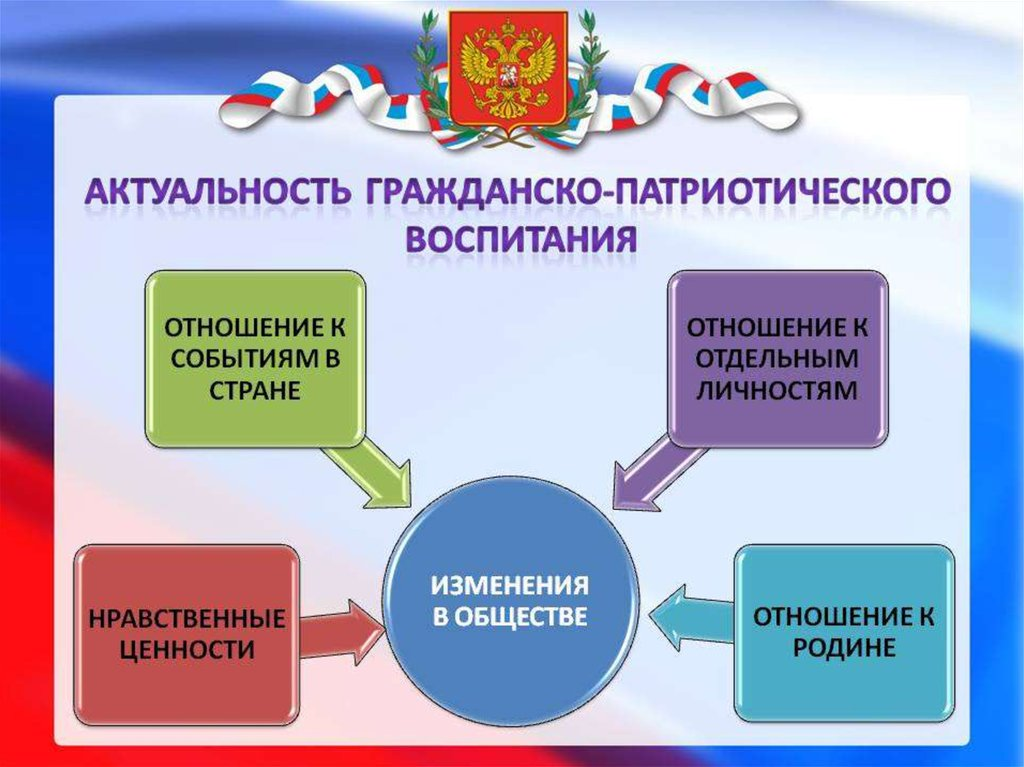 АКТУАЛЬНОСТЬ ГРАЖДАНСКО-ПАТРИОТИЧЕСКОГО
ВОСПИТАНИЯ
ОТНОШЕНИЕ К
СОБЫТИЯМ В
СТРАНЕ
ОТНОШЕНИЕ К
ОТДЕЛЬНЫМ
ЛИЧНОСТЯМ
НРАВСТВЕННЫЕ
ЦЕННОСТИ
ИЗМЕНЕНИЯ
В ОБЩЕСТВЕ
ОТНОШЕНИЕ К
РОДИНЕ